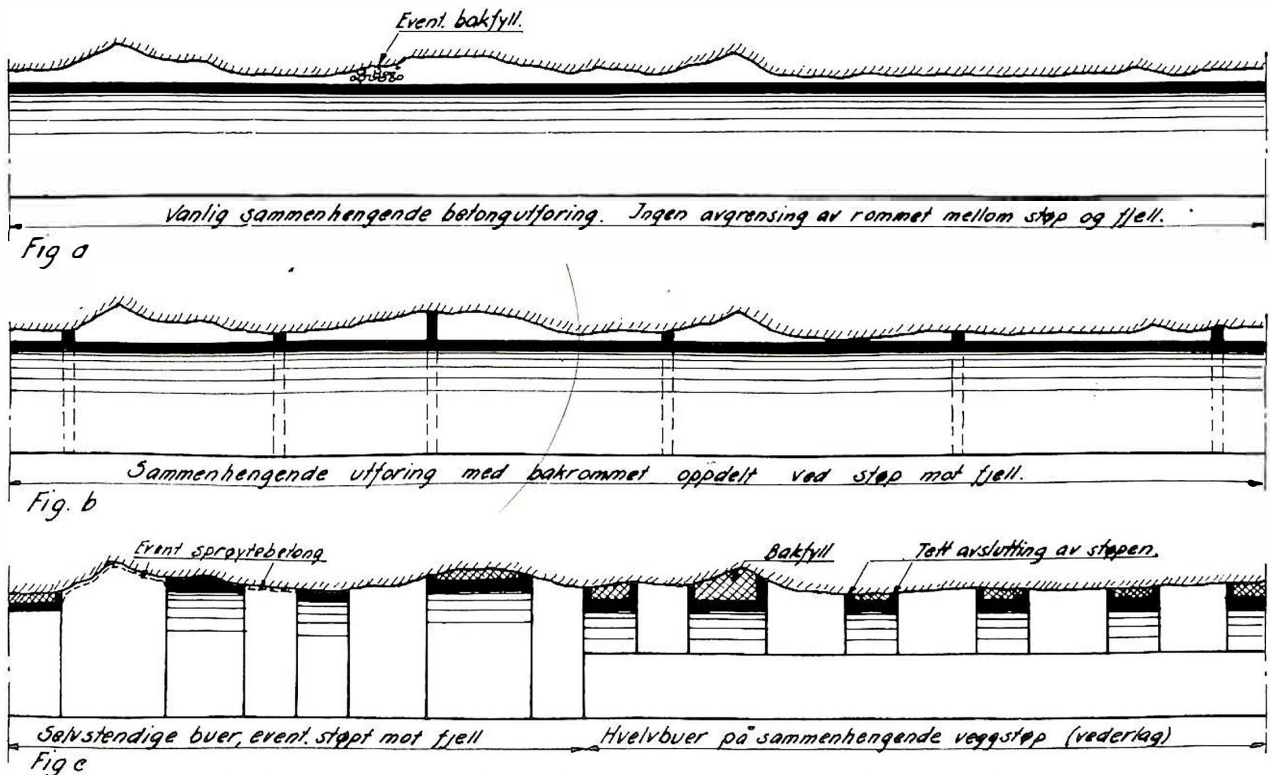 Event. bakfyll.
Vanlig sammenhengende betongutforing. Ingen avgrensing av rommet mellom støp og fjell.
Fig a
Sammenhengende utforing med bakrommet oppdelt ved støp mot fjell.
Fig. b
Event sprøytebetong
Bakfyll
Tett avslutting av støpen.
Selvstendige buer, event. støpt mot fjell
Hvelvbuer på sammenhengende veggstøp (vederlag)
Fig c